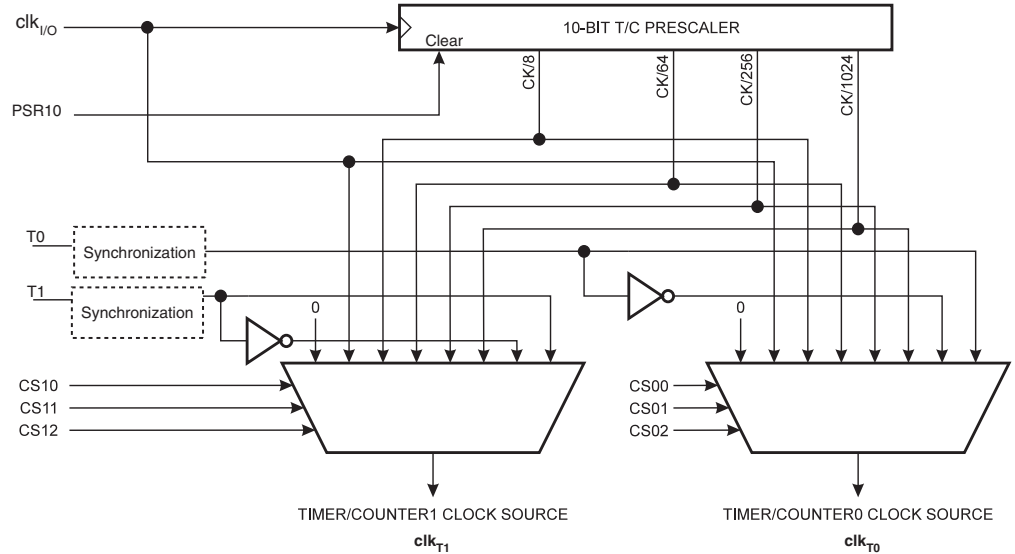 clkI/O
10-BIT T/C PRESCALER
Clear
CK/8
CK/64
CK/256
CK/1024
PSR10
T0
Synchronization
T1
Synchronization
0
0
CS10
CS11
CS12
CS00
CS01
CS02
TIMER/COUNTER1 CLOCK SOURCE
clkT1
TIMER/COUNTER0 CLOCK SOURCE
clkT0